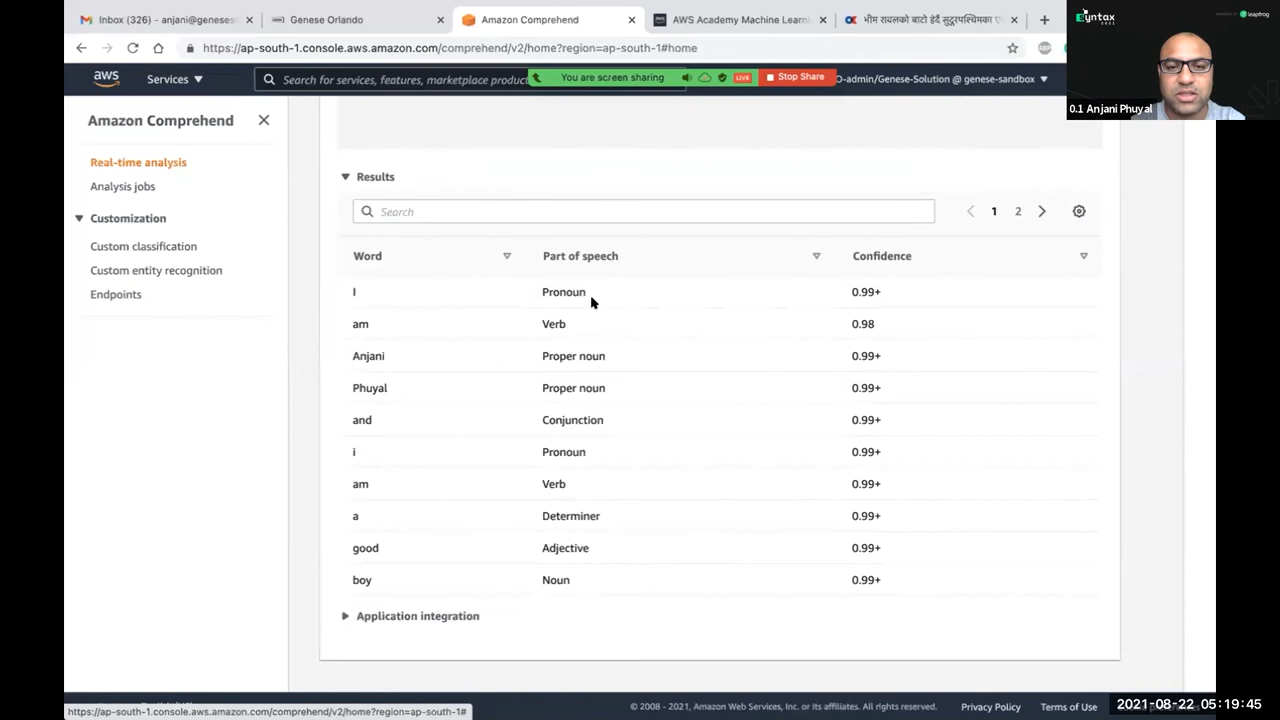 Inbox (326) - anjani@geneses
Genese Orlando
Amazon Comprehend
AWS Academy Machine Learni
भीम रावलको बाटो हेर्दै सुदूरपश्चिमका
https://ap-south-1.console.aws.amazon.com/comprehend/v2/home?region=ap-south-1#home
aws
Services
Search for services, features, marketplace produc
You are screen sharing
LIVE
Stop Share
O-admin/Genese-Solution @ genese-sandbox
Syntax
leapfrog
0.1 Anjani Phuyal
Amazon Comprehend
Real-time analysis
Analysis jobs
Customization
Custom classification
Custom entity recognition
Endpoints
Results
Search
1 2
Word Part of speech Confidence
I Pronoun 0.99+
am Verb 0.98
Anjani Proper noun 0.99+
Phuyal Proper noun 0.99+
and Conjunction 0.99+
i Pronoun 0.99+
am Verb 0.99+
a Determiner 0.99+
good Adjective 0.99+
boy Noun 0.99+
Application integration
https://ap-south-1.console.aws.amazon.com/comprehend/v2/home?region=ap-south-1#
© 2008 - 2021, Amazon Web Services, Inc. or its affiliates. All rights reserved.
Privacy Policy
Terms of Use
2021-08-22 05:19:45